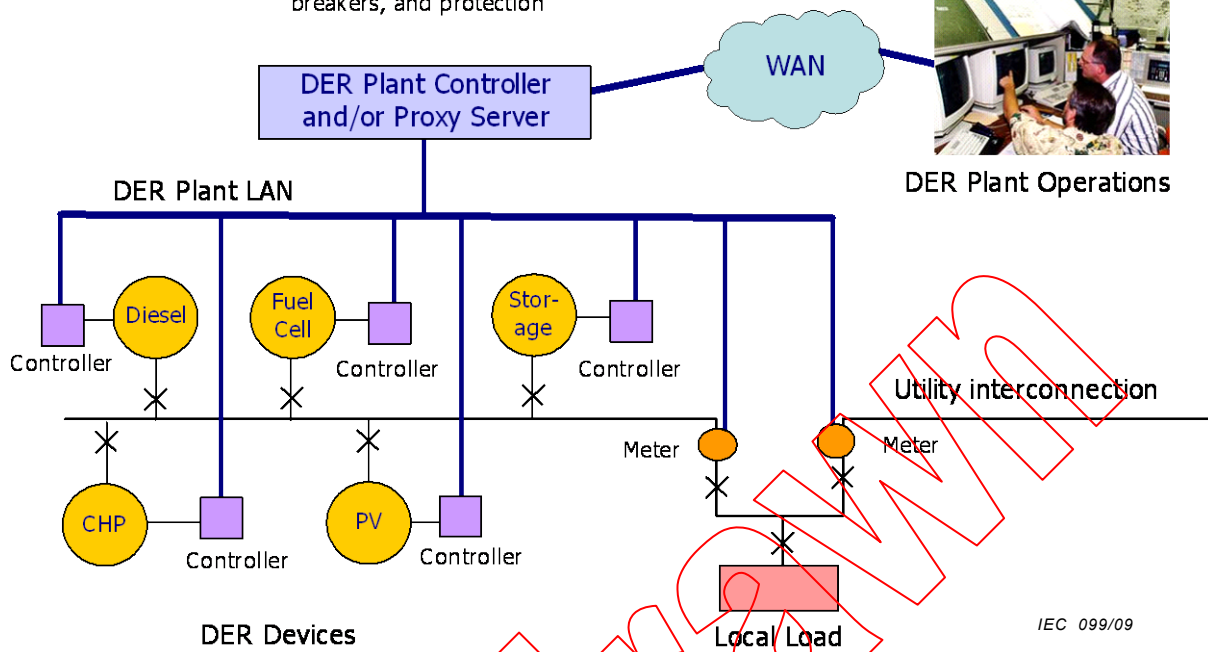 breakers, and protection
WAN
DER Plant Controller
and/or Proxy Server
DER Plant Operations
DER Plant LAN
Diesel
Fuel
Cell
Stor-
age
Controller
Controller
Controller
Utility interconnection
Meter
Meter
CHP
PV
Controller
Controller
DER Devices
Local Load
IEC 099/09